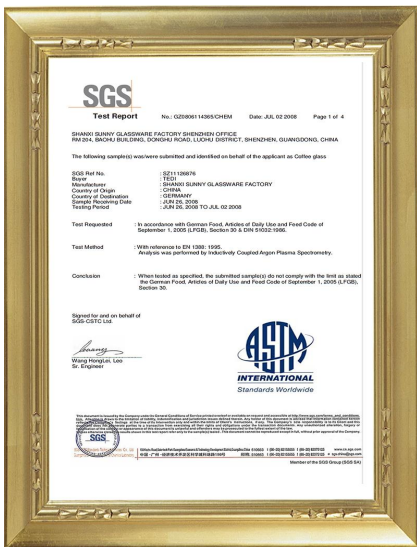 SGS
Test Report No.: GZ0806114365/CHEM Date: JUL 02 2008 Page 1 of 4
SHANXI SUNNY GLASSWARE FACTORY SHENZHEN OFFICE
RM 204, BAOHU BUILDING, DONGHU ROAD, LUOHU DISTRICT, SHENZHEN, GUANGDONG, CHINA
The following sample(s) was/were submitted and identified on behalf of the applicant as Coffee glass
SGS Ref No. : SZ11126876
Buyer : TEDI
Manufacturer : SHANXI SUNNY GLASSWARE FACTORY
Country of Origin : CHINA
Country of Destination : GERMANY
Sample Receiving Date : JUN 26, 2008
Testing Period : JUN 26, 2008 TO JUL 02 2008
Test Requested : In accordance with German Food, Articles of Daily Use and Feed Code of
September 1, 2005 (LFGB), Section 30 & DIN 51032:1986.
Test Method : With reference to EN 1388: 1995.
Analysis was performed by Inductively Coupled Argon Plasma Spectrometry.
Conclusion : When tested as specified, the submitted sample(s) do not comply with the limit as stated
the German Food, Articles of Daily Use and Feed Code of September 1, 2005 (LFGB),
Section 30.
Signed for and on behalf of
SGS-CSTC Ltd.
Wang HongLei, Leo
Sr. Engineer
ASTM
INTERNATIONAL
Standards Worldwide
SGS
Member of the SGS Group (SGS SA)